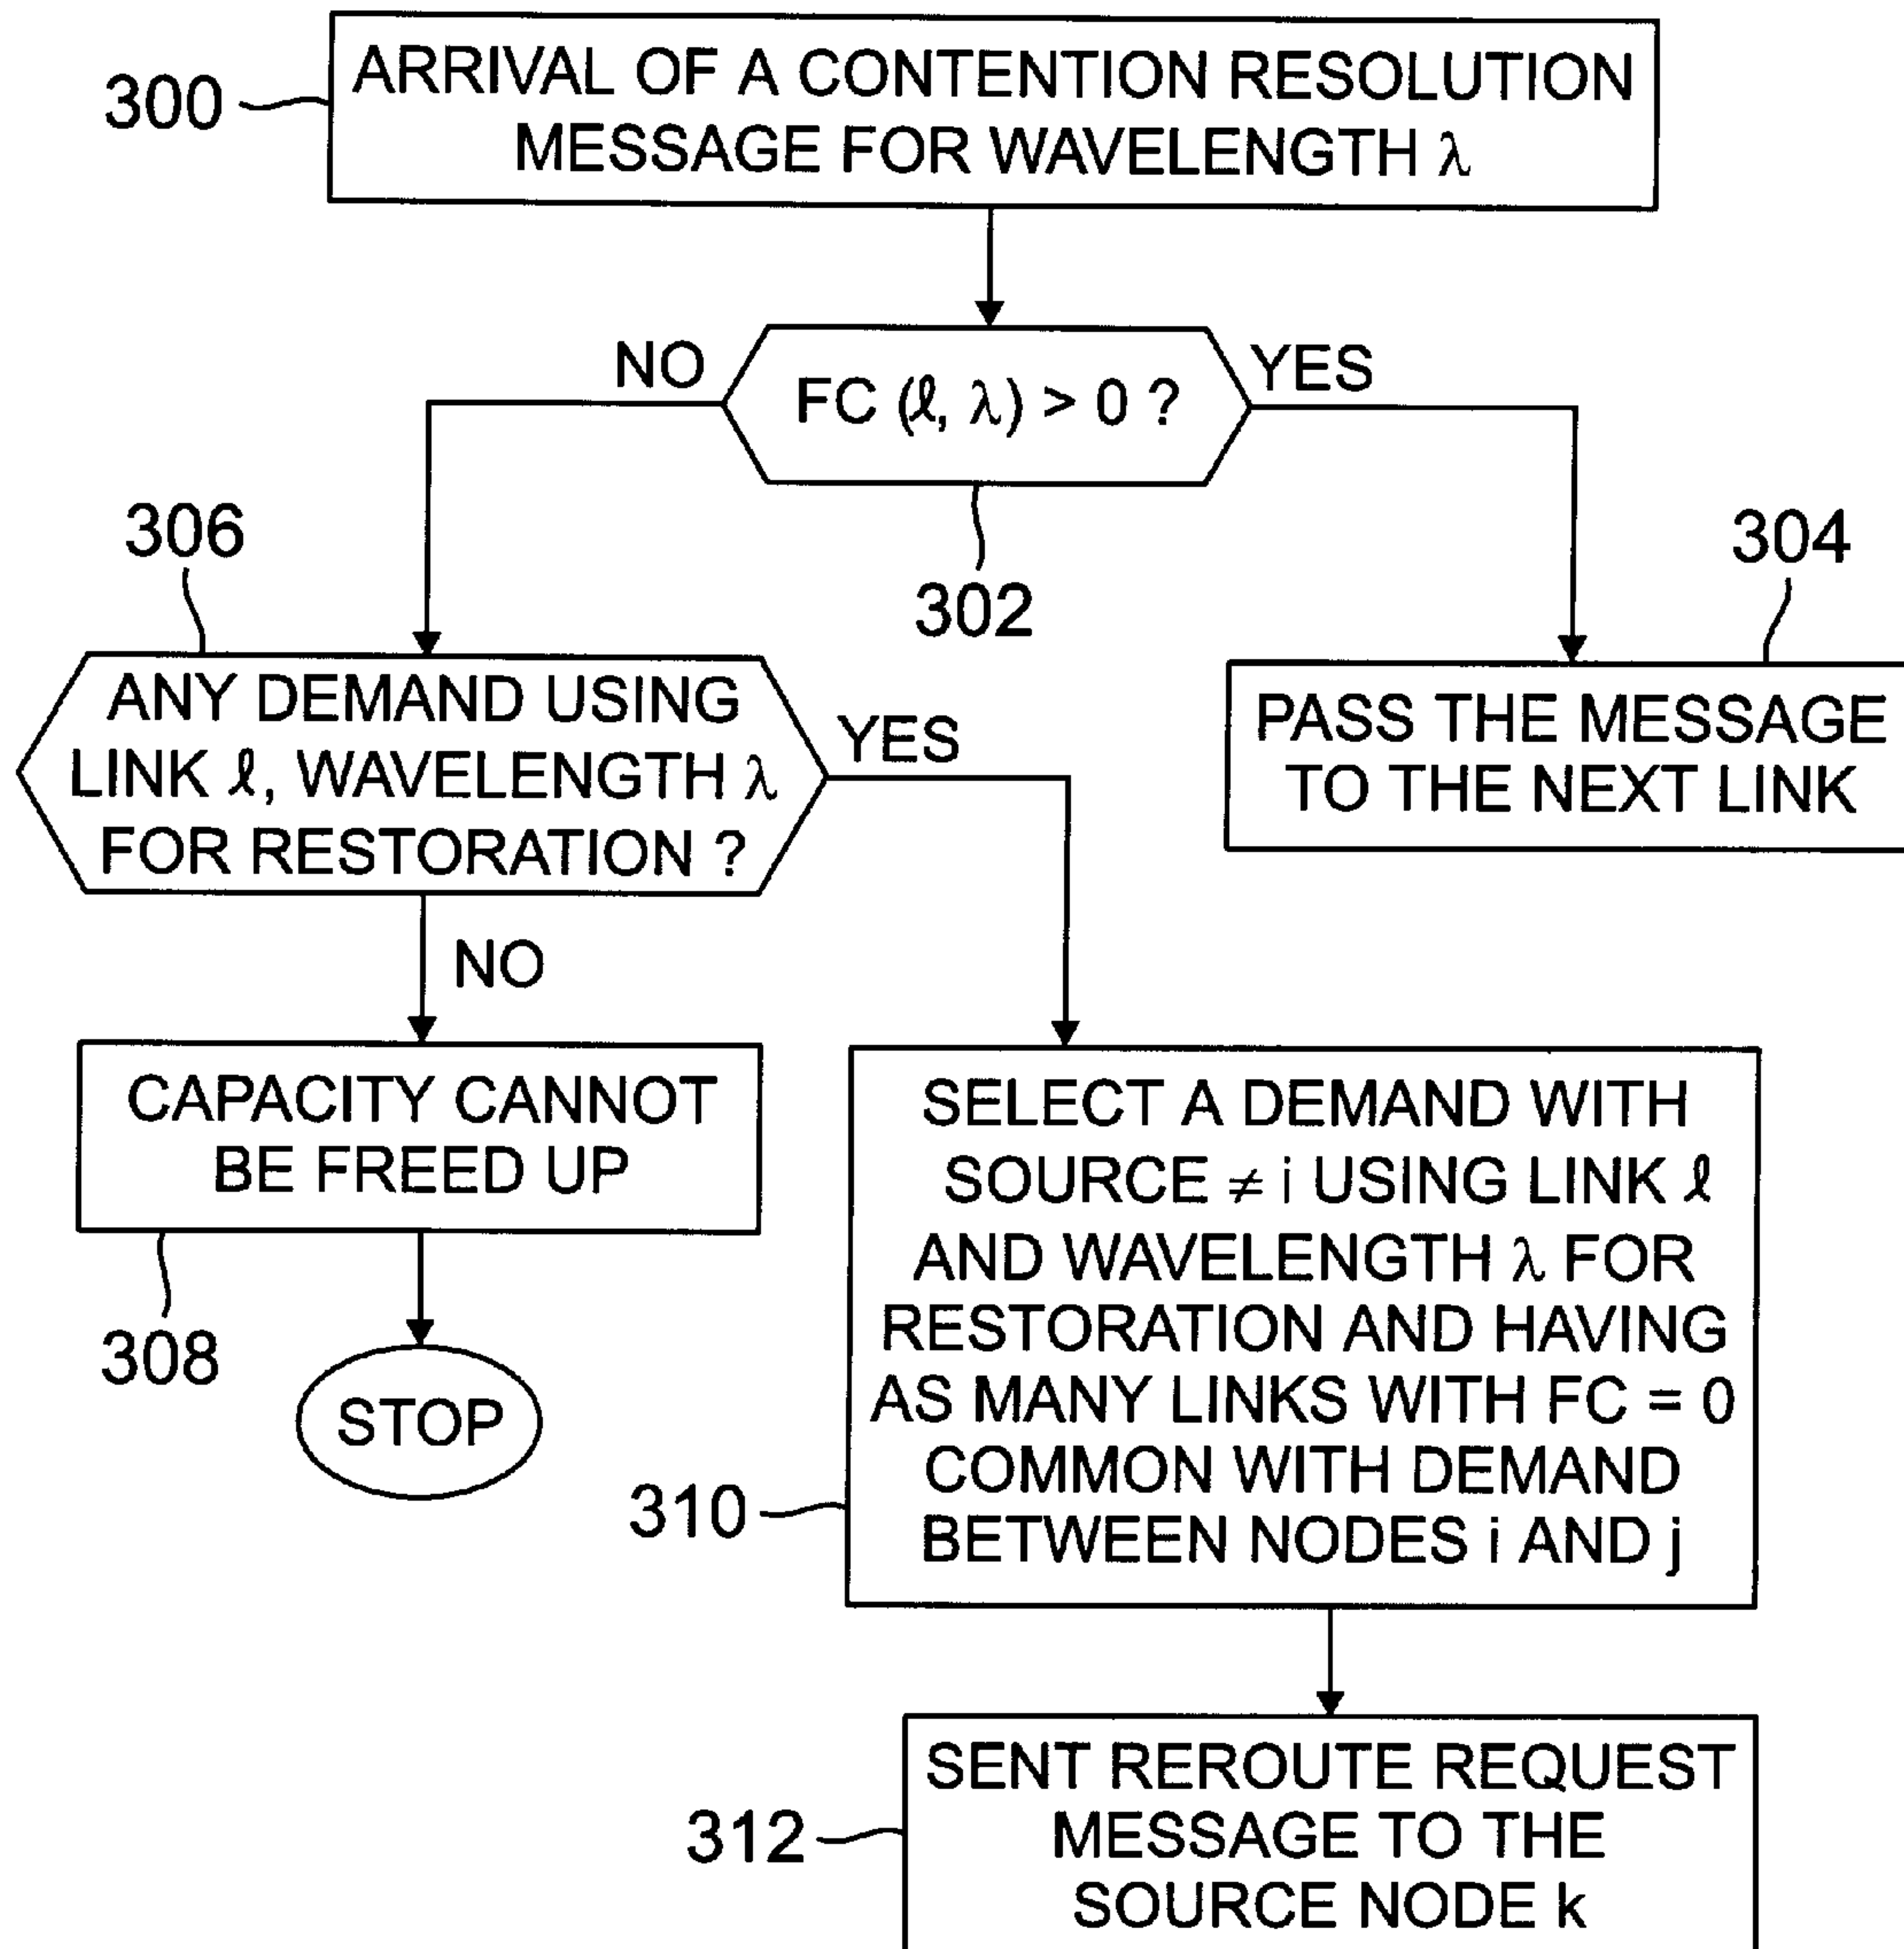 300
ARRIVAL OF A CONTENTION RESOLUTION
MESSAGE FOR WAVELENGTH λ
NO
FC (ℓ, λ) > 0 ?
YES
302
306
304
ANY DEMAND USING
LINK ℓ, WAVELENGTH λ
FOR RESTORATION ?
YES
PASS THE MESSAGE
TO THE NEXT LINK
NO
CAPACITY CANNOT
BE FREED UP
308
STOP
SELECT A DEMAND WITH
SOURCE ≠ i USING LINK ℓ
AND WAVELENGTH λ FOR
RESTORATION AND HAVING
AS MANY LINKS WITH FC = 0
COMMON WITH DEMAND
BETWEEN NODES i AND j
310
SENT REROUTE REQUEST
MESSAGE TO THE
SOURCE NODE k
312